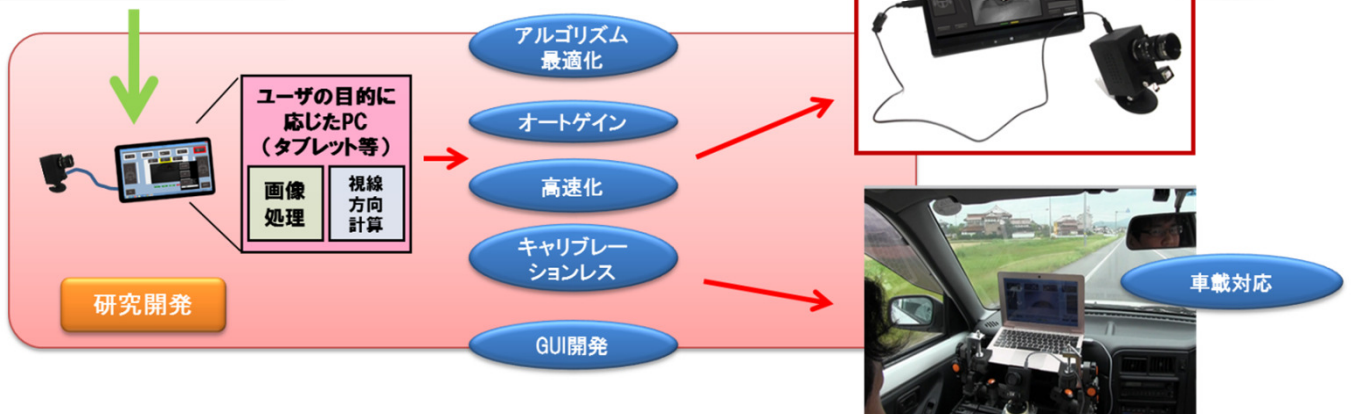 アルゴリズム
最適化
ユーザの目的に
応じたPC
（タブレット等）
画像
処理
視線
方向
計算
オートゲイン
高速化
キャリブレー
ションレス
GUI開発
研究開発
車載対応